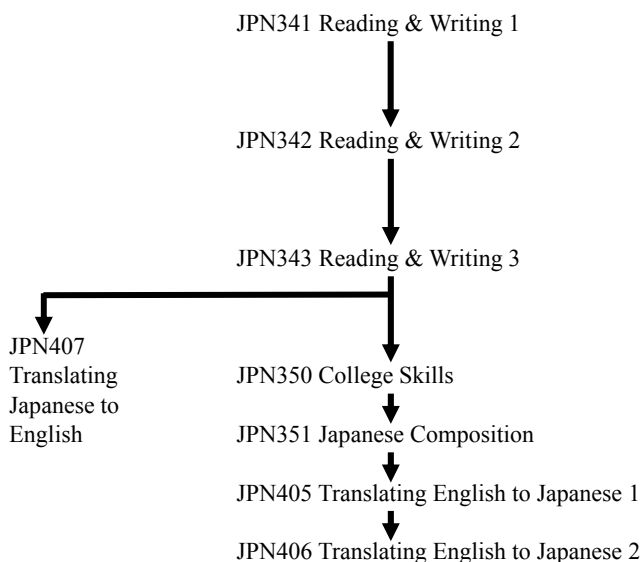 JPN341 Reading & Writing 1
JPN342 Reading & Writing 2
JPN343 Reading & Writing 3
JPN407
Translating
Japanese to
English
JPN350 College Skills
JPN351 Japanese Composition
JPN405 Translating English to Japanese 1
JPN406 Translating English to Japanese 2